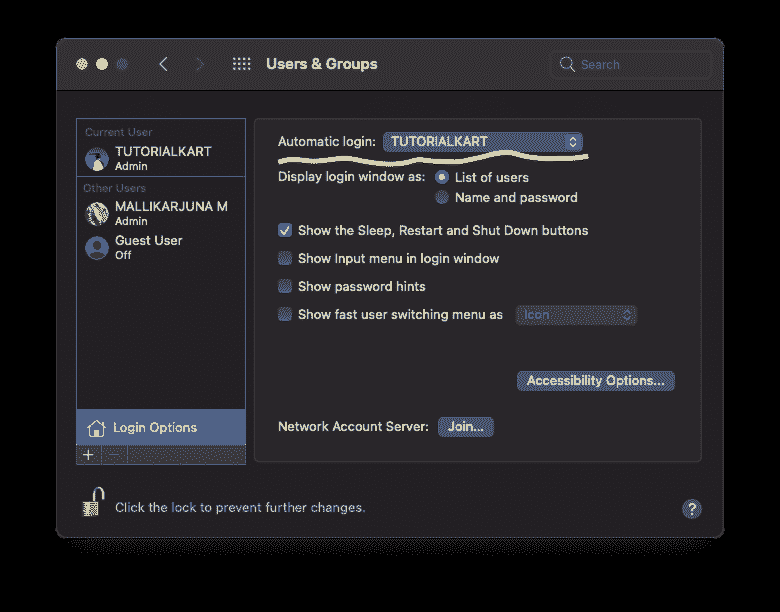 Users & Groups
Search
Current User
TUTORIALKART
Admin
Other Users
MALLIKARJUNA M
Admin
Guest User
Off
Login Options
+ −
Automatic login: TUTORIALKART
Display login window as: List of users
Name and password
Show the Sleep, Restart and Shut Down buttons
Show Input menu in login window
Show password hints
Show fast user switching menu as Icon
Accessibility Options...
Network Account Server: Join...
Click the lock to prevent further changes.
?